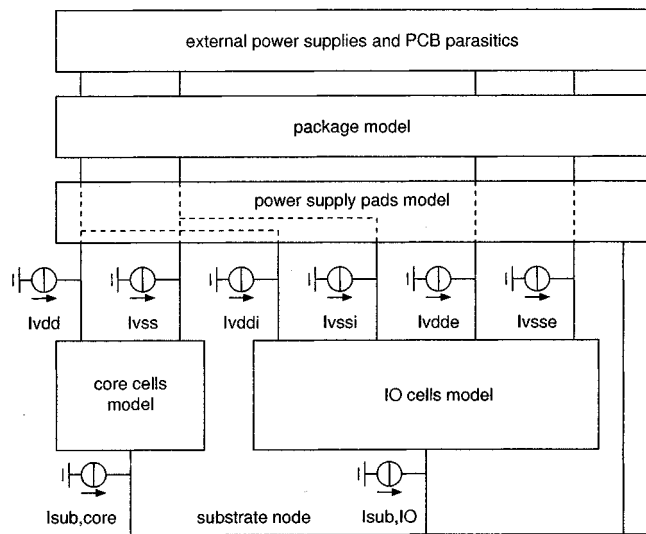 external power supplies and PCB parasitics
package model
power supply pads model
Ivdd Ivss Ivddi Ivssi Ivdde Ivsse
core cells
model
IO cells model
Isub,core substrate node Isub,IO